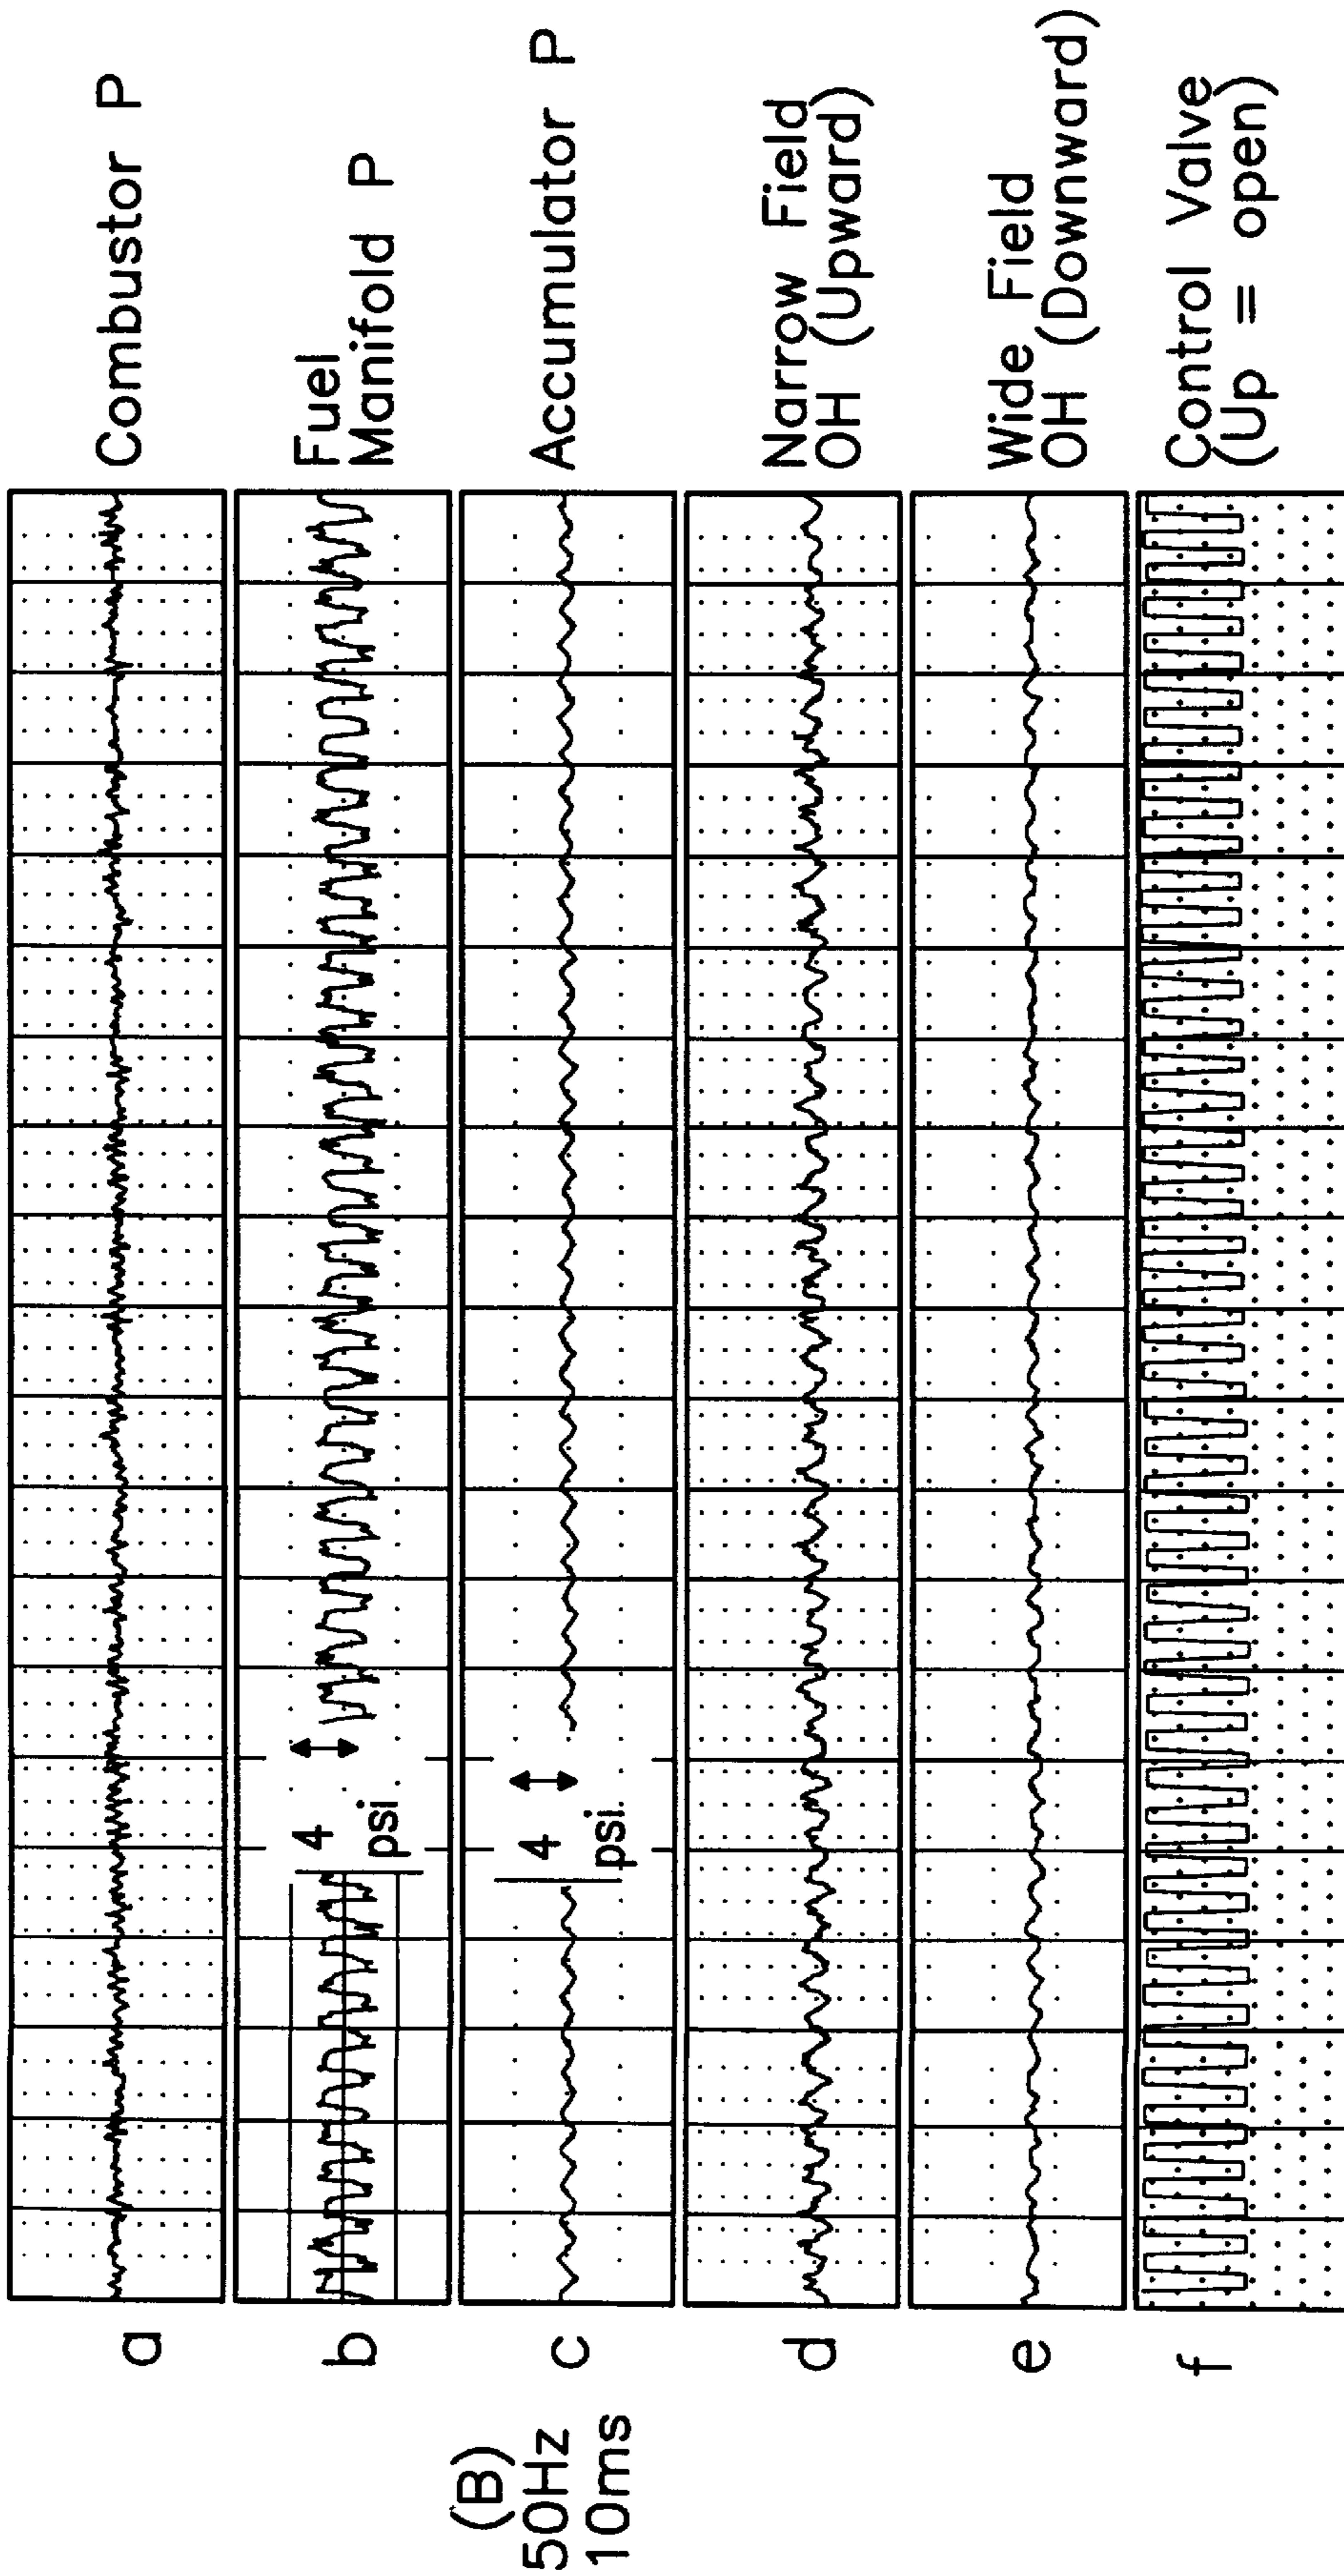 (B)
50Hz
10ms
a
Combustor P
b
4
psi
Fuel
Manifold P
c
4
psi
Accumulator P
d
Narrow Field
OH (Upward)
e
Wide Field
OH (Downward)
f
Control Valve
(Up = open)